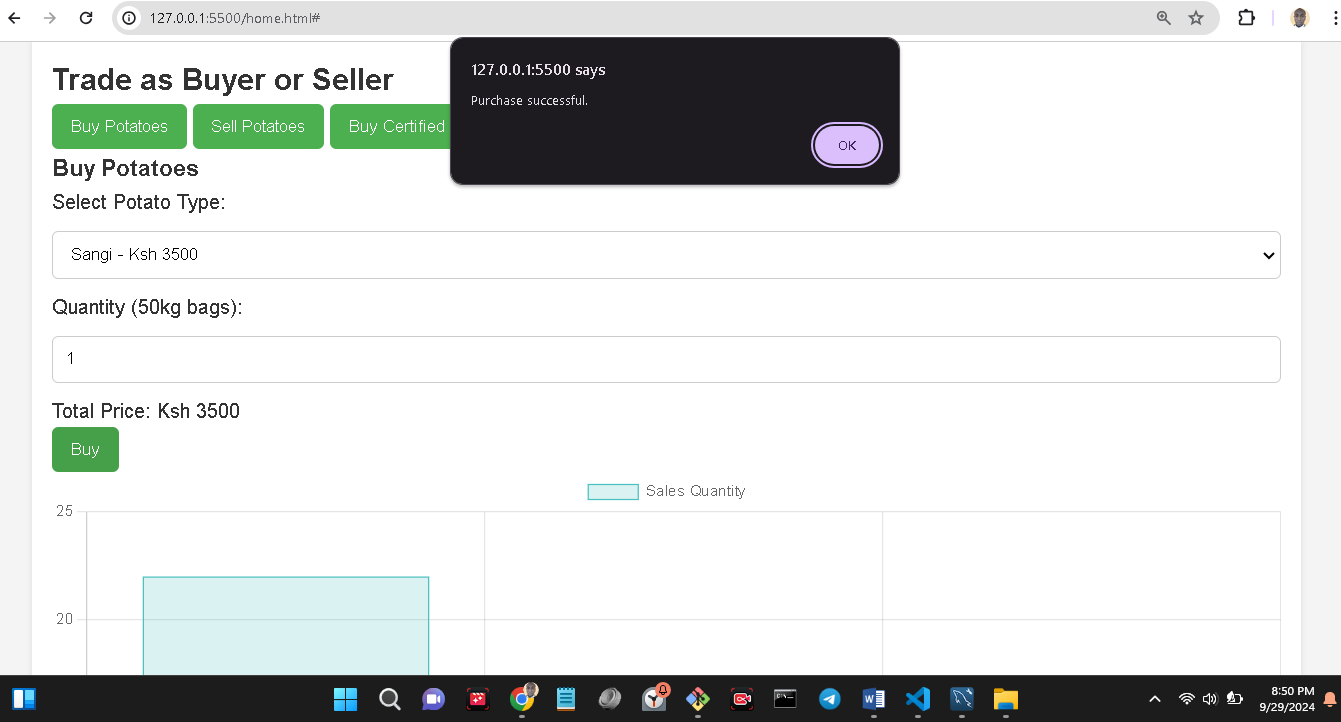 127.0.0.1:5500/home.html#
127.0.0.1:5500 says
Purchase successful.
OK
Trade as Buyer or Seller
Buy Potatoes
Sell Potatoes
Buy Certified
Buy Potatoes
Select Potato Type:
Sangi - Ksh 3500
Quantity (50kg bags):
1
Total Price: Ksh 3500
Buy
Sales Quantity
25
20
8:50 PM
9/29/2024